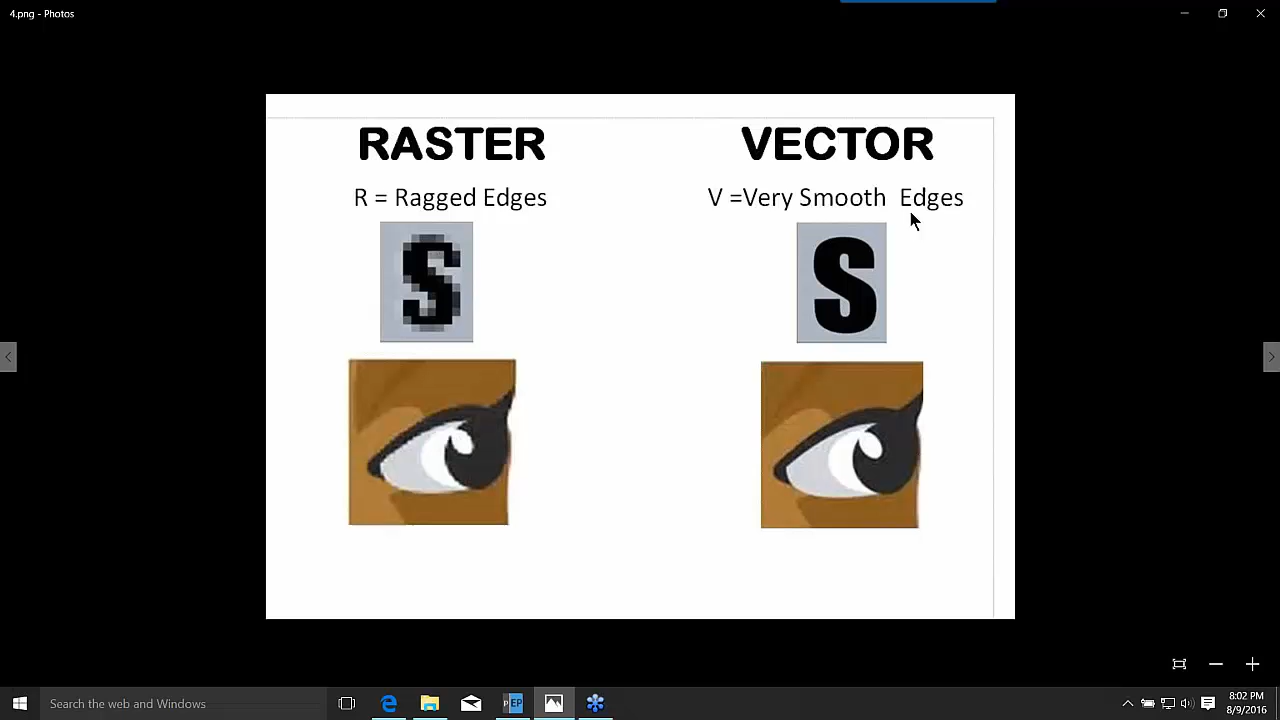 4.png - Photos
RASTER
VECTOR
R = Ragged Edges
V =Very Smooth  Edges
S
S
Search the web and Windows
pEP
8:02 PM
8/9/2016